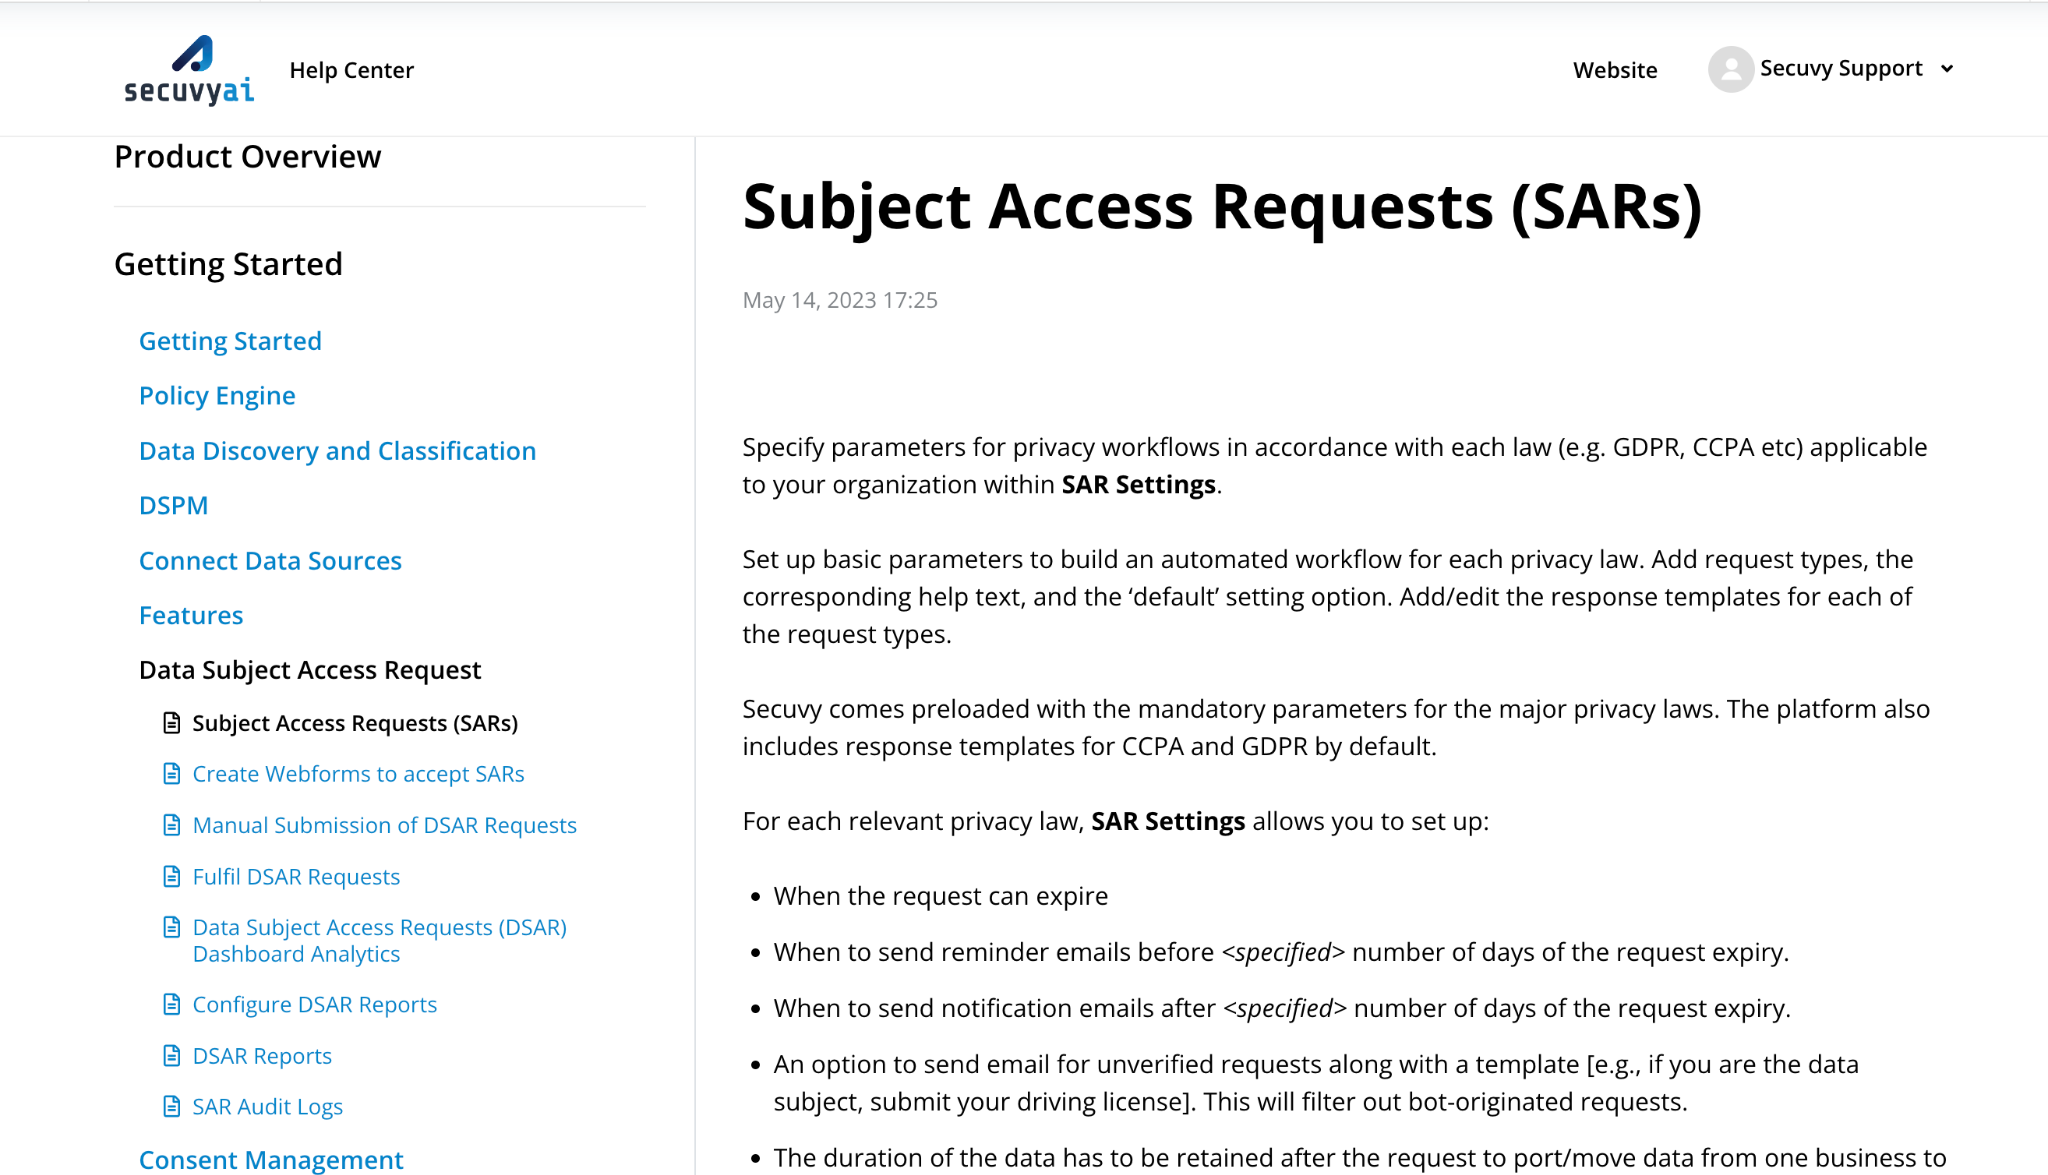 secuvyai
Help Center
Website
Secuvy Support
Product Overview
Getting Started
Getting Started
Policy Engine
Data Discovery and Classification
DSPM
Connect Data Sources
Features
Data Subject Access Request
Subject Access Requests (SARs)
Create Webforms to accept SARs
Manual Submission of DSAR Requests
Fulfil DSAR Requests
Data Subject Access Requests (DSAR)
Dashboard Analytics
Configure DSAR Reports
DSAR Reports
SAR Audit Logs
Consent Management
Subject Access Requests (SARs)
May 14, 2023 17:25
Specify parameters for privacy workflows in accordance with each law (e.g. GDPR, CCPA etc) applicable
to your organization within SAR Settings.
Set up basic parameters to build an automated workflow for each privacy law. Add request types, the
corresponding help text, and the ‘default’ setting option. Add/edit the response templates for each of
the request types.
Secuvy comes preloaded with the mandatory parameters for the major privacy laws. The platform also
includes response templates for CCPA and GDPR by default.
For each relevant privacy law, SAR Settings allows you to set up:
• When the request can expire
• When to send reminder emails before <specified> number of days of the request expiry.
• When to send notification emails after <specified> number of days of the request expiry.
• An option to send email for unverified requests along with a template [e.g., if you are the data
subject, submit your driving license]. This will filter out bot-originated requests.
• The duration of the data has to be retained after the request to port/move data from one business to